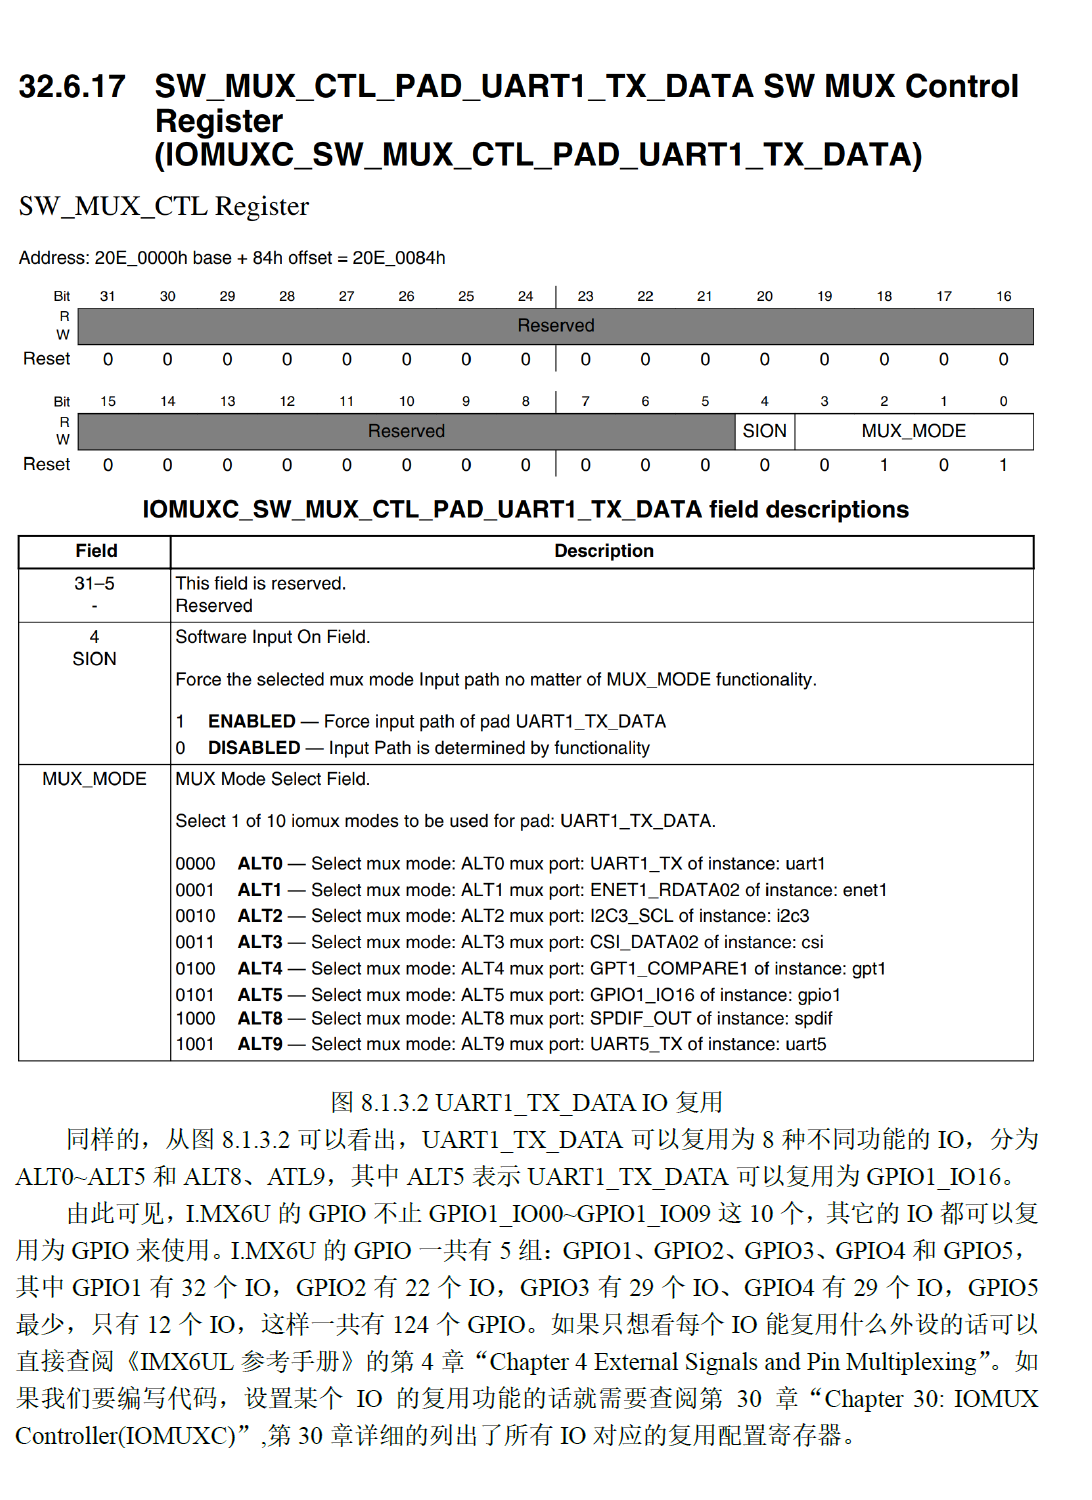 32.6.17 SW_MUX_CTL_PAD_UART1_TX_DATA SW MUX Control
Register
(IOMUXC_SW_MUX_CTL_PAD_UART1_TX_DATA)
SW_MUX_CTL Register
Address: 20E_0000h base + 84h offset = 20E_0084h
Bit 31 30 29 28 27 26 25 24 23 22 21 20 19 18 17 16
R
Reserved
W
Reset 0 0 0 0 0 0 0 0 0 0 0 0 0 0 0 0
Bit 15 14 13 12 11 10 9 8 7 6 5 4 3 2 1 0
R
Reserved SION MUX_MODE
W
Reset 0 0 0 0 0 0 0 0 0 0 0 0 0 1 0 1
IOMUXC_SW_MUX_CTL_PAD_UART1_TX_DATA field descriptions
Field Description
31–5 This field is reserved.
- Reserved
4 Software Input On Field.
SION
Force the selected mux mode Input path no matter of MUX_MODE functionality.
1 ENABLED — Force input path of pad UART1_TX_DATA
0 DISABLED — Input Path is determined by functionality
MUX_MODE MUX Mode Select Field.
Select 1 of 10 iomux modes to be used for pad: UART1_TX_DATA.
0000 ALT0 — Select mux mode: ALT0 mux port: UART1_TX of instance: uart1
0001 ALT1 — Select mux mode: ALT1 mux port: ENET1_RDATA02 of instance: enet1
0010 ALT2 — Select mux mode: ALT2 mux port: I2C3_SCL of instance: i2c3
0011 ALT3 — Select mux mode: ALT3 mux port: CSI_DATA02 of instance: csi
0100 ALT4 — Select mux mode: ALT4 mux port: GPT1_COMPARE1 of instance: gpt1
0101 ALT5 — Select mux mode: ALT5 mux port: GPIO1_IO16 of instance: gpio1
1000 ALT8 — Select mux mode: ALT8 mux port: SPDIF_OUT of instance: spdif
1001 ALT9 — Select mux mode: ALT9 mux port: UART5_TX of instance: uart5
图 8.1.3.2 UART1_TX_DATA IO 复用
同样的，从图 8.1.3.2 可以看出，UART1_TX_DATA 可以复用为 8 种不同功能的 IO，分为
ALT0~ALT5 和 ALT8、ATL9，其中 ALT5 表示 UART1_TX_DATA 可以复用为 GPIO1_IO16。
由此可见，I.MX6U 的 GPIO 不止 GPIO1_IO00~GPIO1_IO09 这 10 个，其它的 IO 都可以复
用为 GPIO 来使用。I.MX6U 的 GPIO 一共有 5 组：GPIO1、GPIO2、GPIO3、GPIO4 和 GPIO5，
其中 GPIO1 有 32 个 IO，GPIO2 有 22 个 IO，GPIO3 有 29 个 IO、GPIO4 有 29 个 IO，GPIO5
最少，只有 12 个 IO，这样一共有 124 个 GPIO。如果只想看每个 IO 能复用什么外设的话可以
直接查阅《IMX6UL 参考手册》的第 4 章“Chapter 4 External Signals and Pin Multiplexing”。如
果我们要编写代码，设置某个 IO 的复用功能的话就需要查阅第 30 章“Chapter 30: IOMUX
Controller(IOMUXC)”,第 30 章详细的列出了所有 IO 对应的复用配置寄存器。